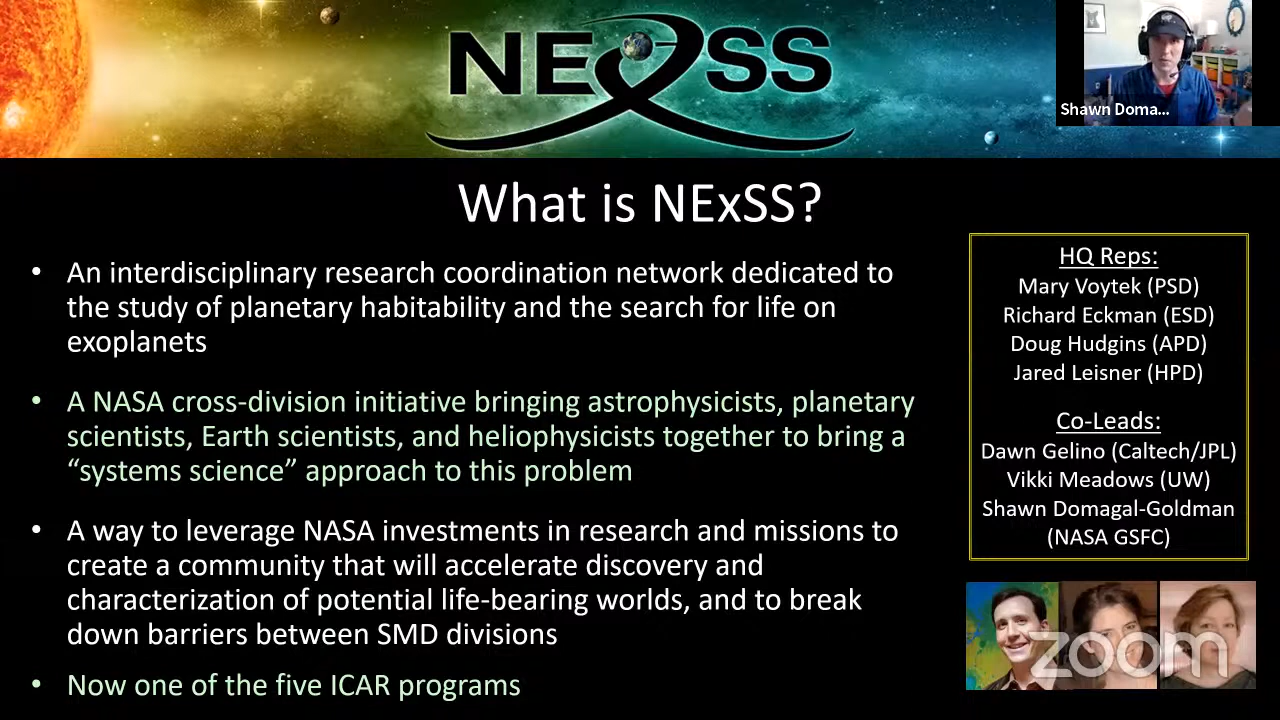 NExSS
Shawn Doma...
What is NExSS?
• An interdisciplinary research coordination network dedicated to
the study of planetary habitability and the search for life on
exoplanets
• A NASA cross-division initiative bringing astrophysicists, planetary
scientists, Earth scientists, and heliophysicists together to bring a
“systems science” approach to this problem
• A way to leverage NASA investments in research and missions to
create a community that will accelerate discovery and
characterization of potential life-bearing worlds, and to break
down barriers between SMD divisions
• Now one of the five ICAR programs
HQ Reps:
Mary Voytek (PSD)
Richard Eckman (ESD)
Doug Hudgins (APD)
Jared Leisner (HPD)
Co-Leads:
Dawn Gelino (Caltech/JPL)
Vikki Meadows (UW)
Shawn Domagal-Goldman
(NASA GSFC)
zoom